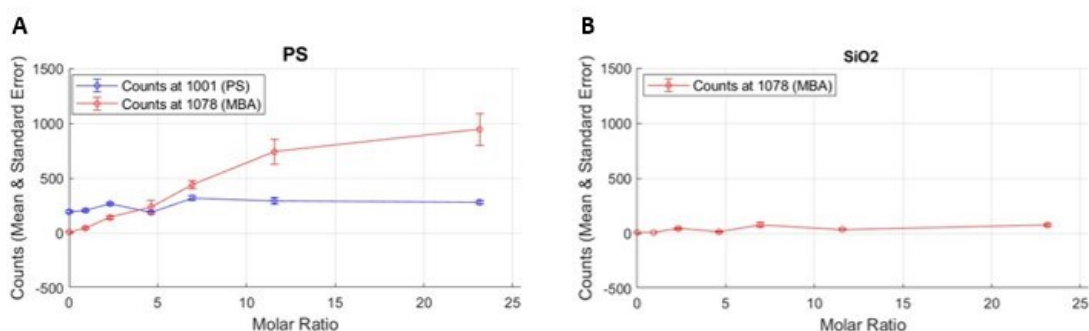 A
PS
Counts at 1001 (PS)
Counts at 1078 (MBA)
Counts (Mean & Standard Error)
1500
1000
500
0
-500
0 5 10 15 20 25
Molar Ratio
B
SiO2
Counts at 1078 (MBA)
Counts (Mean & Standard Error)
1500
1000
500
0
-500
0 5 10 15 20 25
Molar Ratio